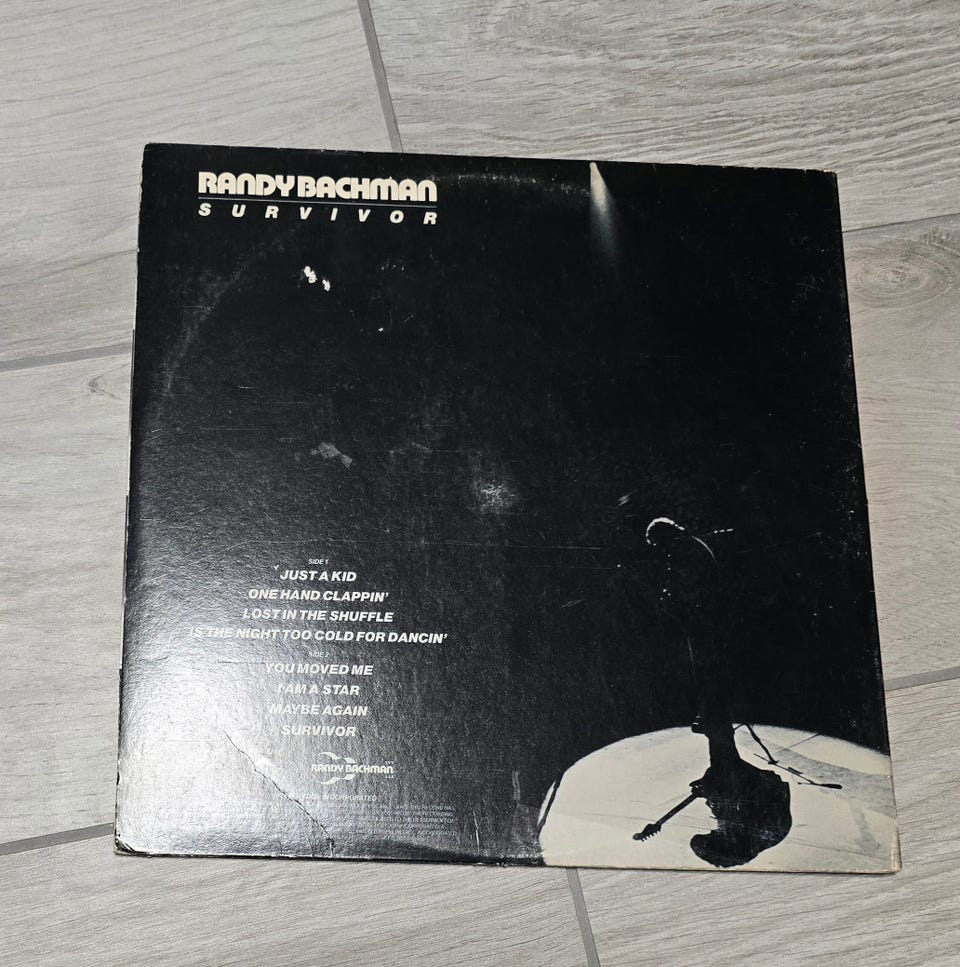 RANDY BACHMAN
SURVIVOR
SIDE 1
JUST A KID
ONE HAND CLAPPIN'
LOST IN THE SHUFFLE
IS THE NIGHT TOO COLD FOR DANCIN'
SIDE 2
YOU MOVED ME
I AM A STAR
MAYBE AGAIN
SURVIVOR
RANDY BACHMAN
INCORPORATED